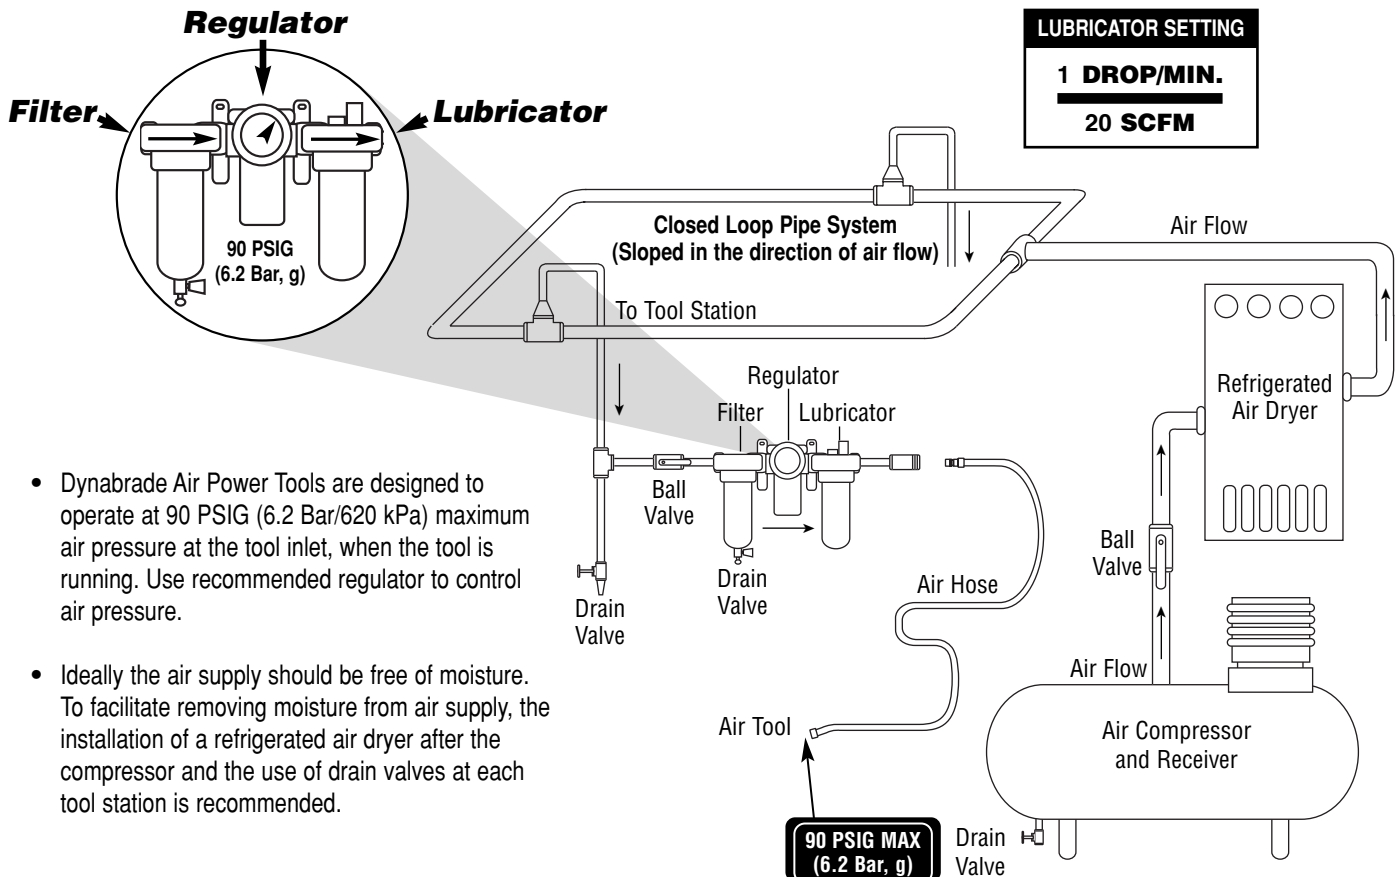 Regulator
Filter
Lubricator
90 PSIG
(6.2 Bar, g)
LUBRICATOR SETTING
1 DROP/MIN.
20 SCFM
Closed Loop Pipe System
(Sloped in the direction of air flow)
Air Flow
To Tool Station
Regulator
Filter
Lubricator
Refrigerated
Air Dryer
Ball
Valve
Drain
Valve
Drain
Valve
Air Hose
Ball
Valve
Air Flow
Air Tool
Air Compressor
and Receiver
90 PSIG MAX
(6.2 Bar, g)
Drain
Valve
• Dynabrade Air Power Tools are designed to
operate at 90 PSIG (6.2 Bar/620 kPa) maximum
air pressure at the tool inlet, when the tool is
running. Use recommended regulator to control
air pressure.
• Ideally the air supply should be free of moisture.
To facilitate removing moisture from air supply, the
installation of a refrigerated air dryer after the
compressor and the use of drain valves at each
tool station is recommended.